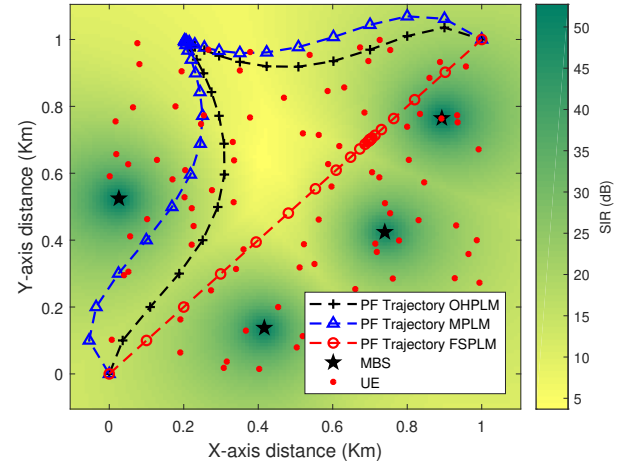 Y-axis distance (Km)
1
0.8
0.6
0.4
0.2
0
0
0.2
0.4
0.6
0.8
1
X-axis distance (Km)
PF Trajectory OHPLM
PF Trajectory MPLM
PF Trajectory FSPLM
MBS
UE
50
45
40
35
30
25
20
15
10
5
SIR (dB)